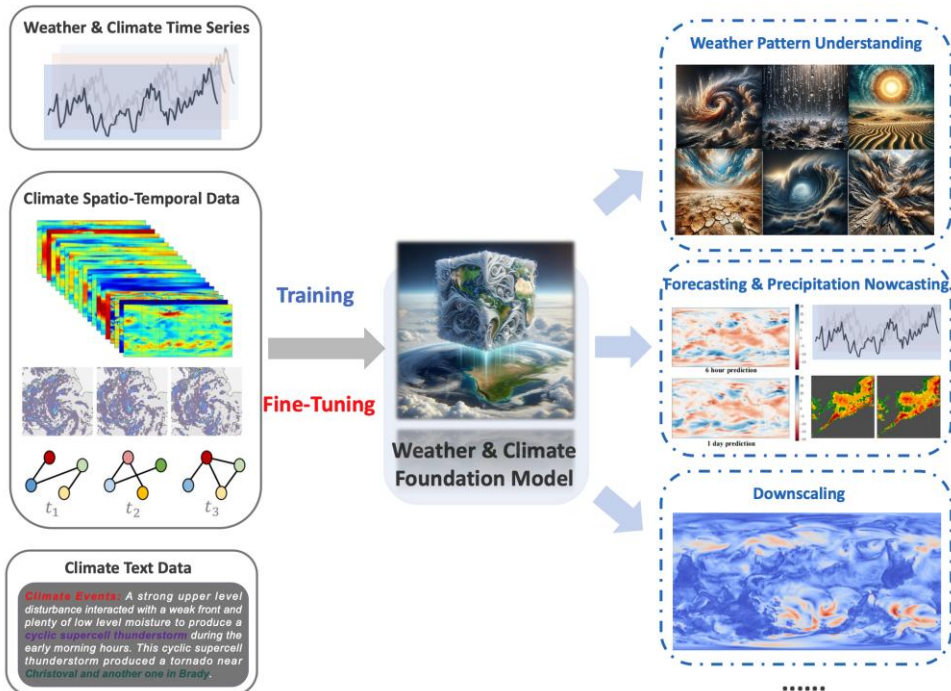 Weather & Climate Time Series
Climate Spatio-Temporal Data
t1
t2
t3
Climate Text Data
Climate Events: A strong upper level
disturbance interacted with a weak front and
plenty of low level moisture to produce a
cyclic supercell thunderstorm during the
early morning hours. This cyclic supercell
thunderstorm produced a tornado near
Christoval and another one in Brady.
Training
Fine-Tuning
Weather & Climate
Foundation Model
Weather Pattern Understanding
Forecasting & Precipitation Nowcasting
6 hour prediction
1 day prediction
Downscaling
......